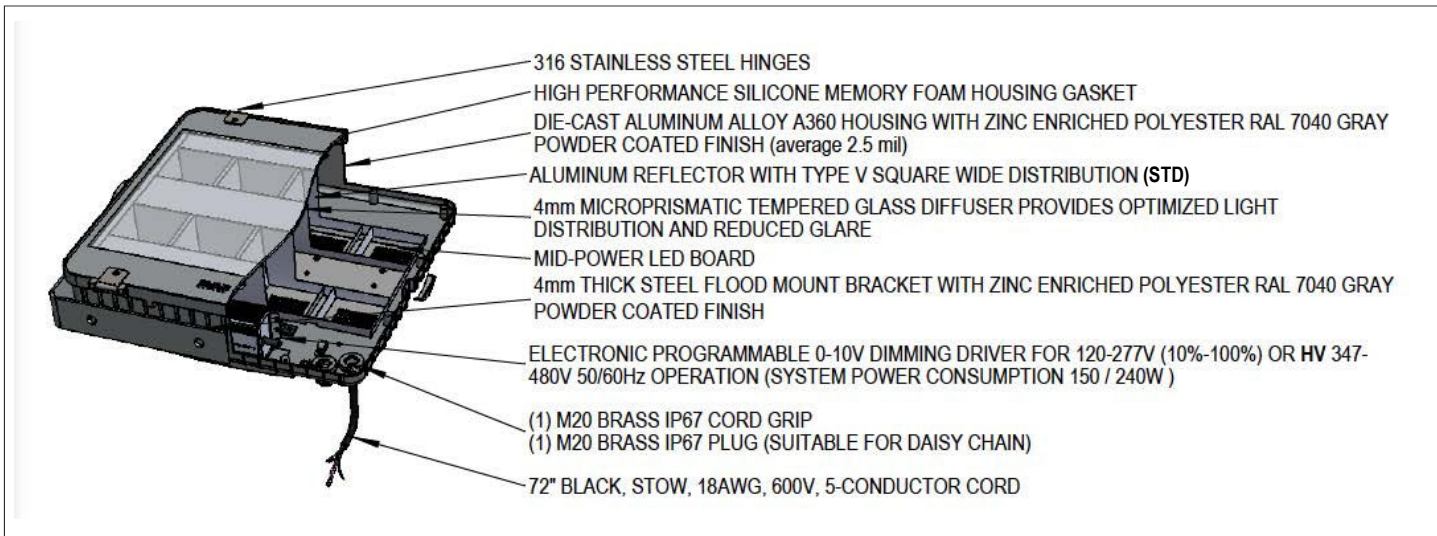 316 STAINLESS STEEL HINGES
HIGH PERFORMANCE SILICONE MEMORY FOAM HOUSING GASKET
DIE-CAST ALUMINUM ALLOY A360 HOUSING WITH ZINC ENRICHED POLYESTER RAL 7040 GRAY
POWDER COATED FINISH (average 2.5 mil)
ALUMINUM REFLECTOR WITH TYPE V SQUARE WIDE DISTRIBUTION (STD)
4mm MICROPRISMATIC TEMPERED GLASS DIFFUSER PROVIDES OPTIMIZED LIGHT
DISTRIBUTION AND REDUCED GLARE
MID-POWER LED BOARD
4mm THICK STEEL FLOOD MOUNT BRACKET WITH ZINC ENRICHED POLYESTER RAL 7040 GRAY
POWDER COATED FINISH
ELECTRONIC PROGRAMMABLE 0-10V DIMMING DRIVER FOR 120-277V (10%-100%) OR HV 347-
480V 50/60Hz OPERATION (SYSTEM POWER CONSUMPTION 150 / 240W )
(1) M20 BRASS IP67 CORD GRIP
(1) M20 BRASS IP67 PLUG (SUITABLE FOR DAISY CHAIN)
72" BLACK, STOW, 18AWG, 600V, 5-CONDUCTOR CORD